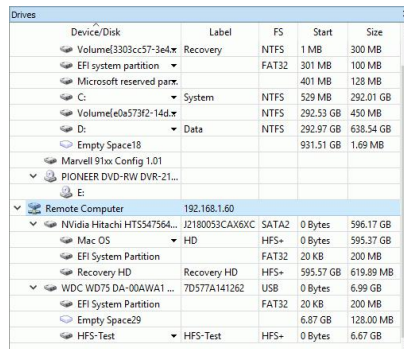 Drives
Device/Disk Label FS Start Size
Volume{3303cc57-3e4... Recovery NTFS 1 MB 300 MB
EFI system partition FAT32 301 MB 100 MB
Microsoft reserved part... 401 MB 128 MB
C: System NTFS 529 MB 292.01 GB
Volume{e0a573f2-14d... NTFS 292.53 GB 450 MB
D: Data NTFS 292.97 GB 638.54 GB
Empty Space18 931.51 GB 1.69 MB
Marvell 91xx Config 1.01
PIONEER DVD-RW DVR-21...
E:
Remote Computer 192.168.1.60
NVidia Hitachi HTS547564... J2180053CAX6XC SATA2 0 Bytes 596.17 GB
Mac OS HD HFS+ 0 Bytes 595.37 GB
EFI System Partition FAT32 20 KB 200 MB
Recovery HD Recovery HD HFS+ 595.57 GB 619.89 MB
WDC WD75 DA-00AWA1 ... 7D577A141262 USB 0 Bytes 6.99 GB
EFI System Partition FAT32 20 KB 200 MB
Empty Space29 6.87 GB 128.00 MB
HFS-Test HFS-Test HFS+ 0 Bytes 6.67 GB